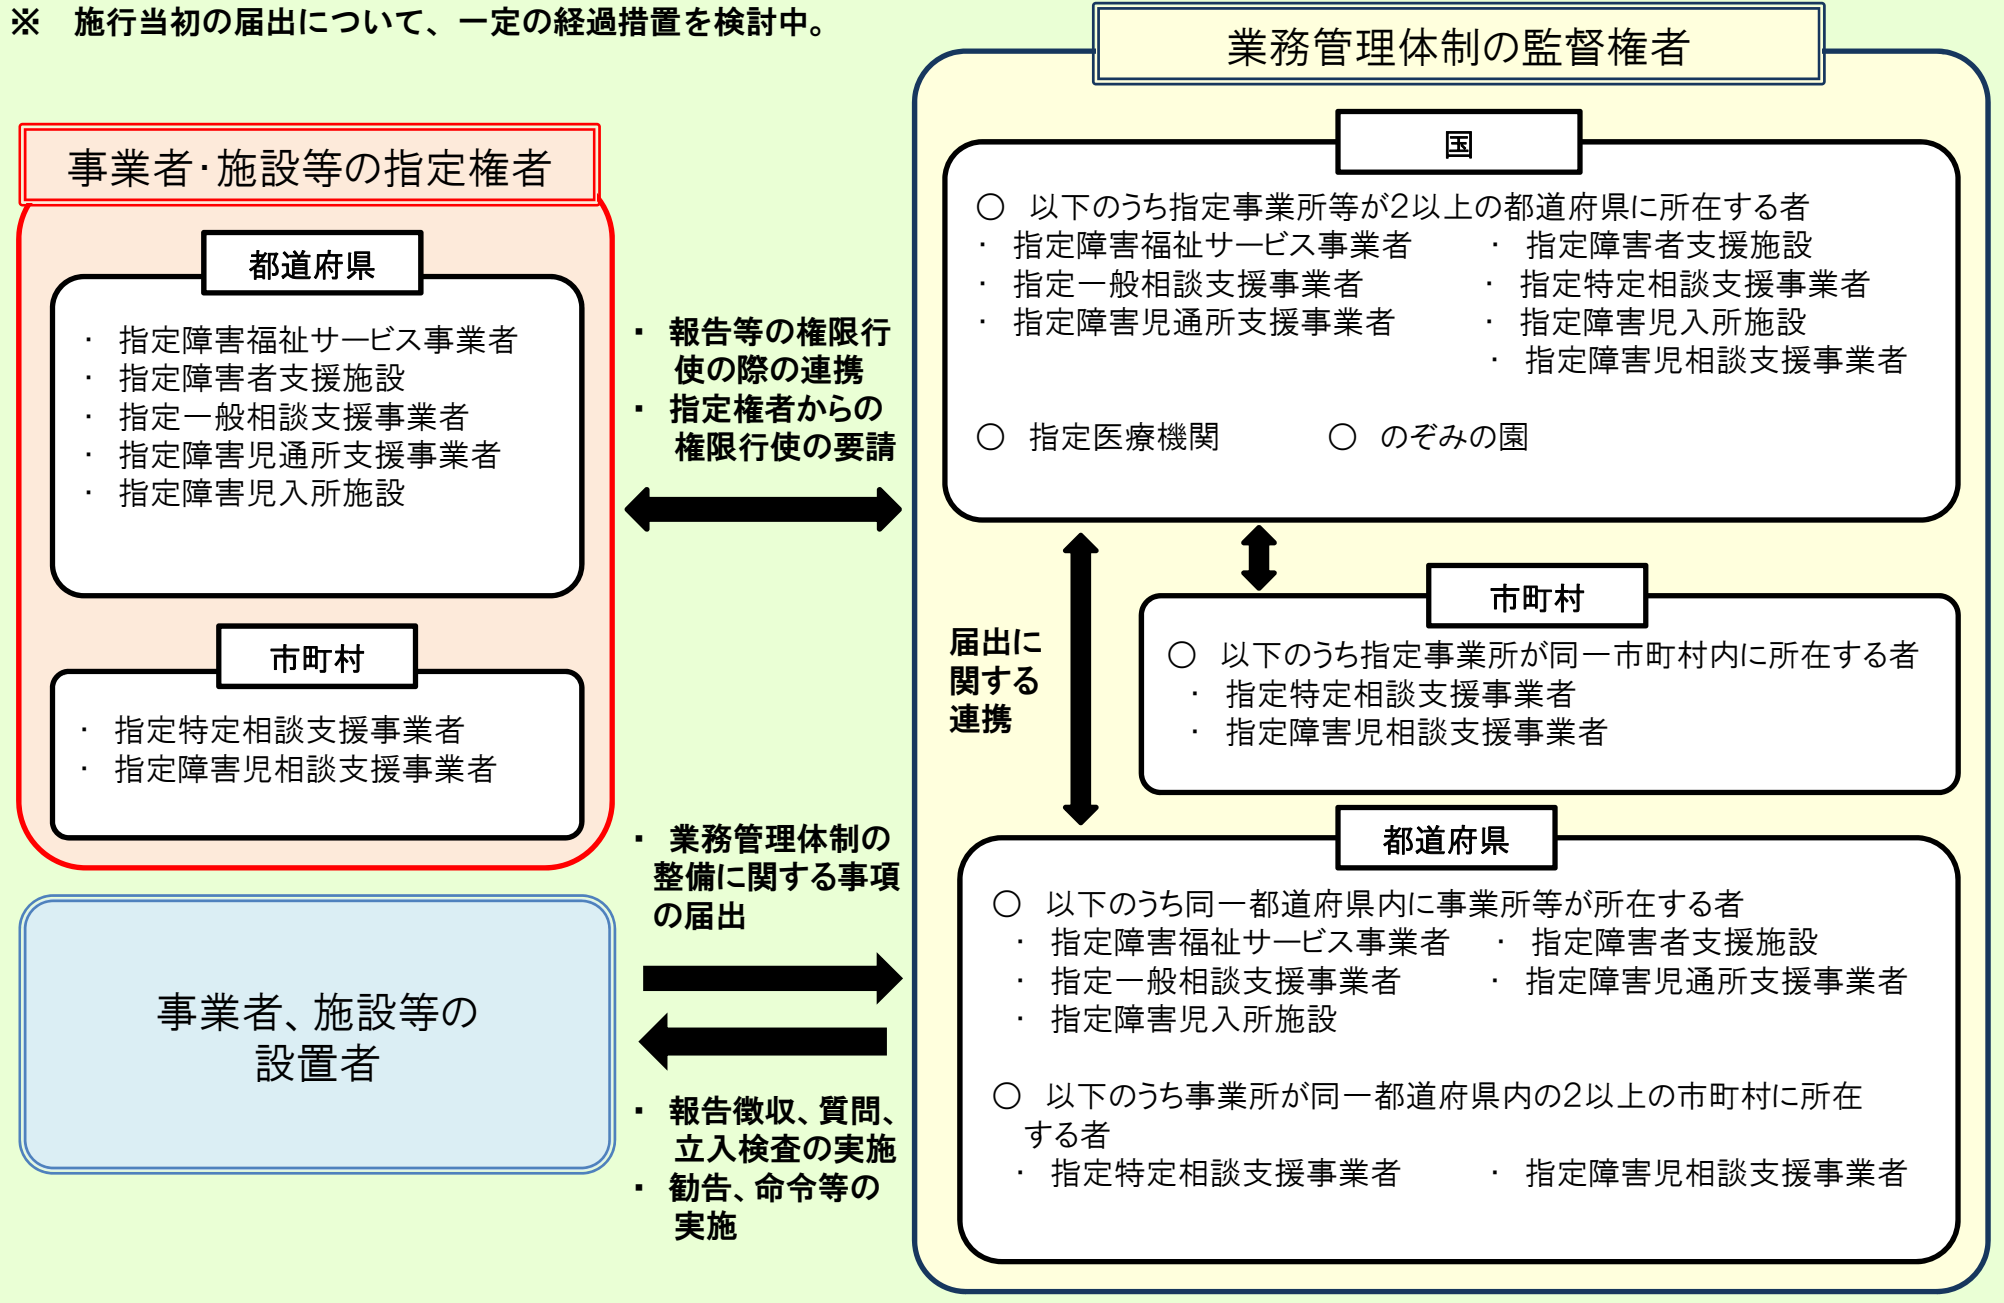 ※　施行当初の届出について、一定の経過措置を検討中。
事業者・施設等の指定権者
都道府県
・ 指定障害福祉サービス事業者
・ 指定障害者支援施設
・ 指定一般相談支援事業者
・ 指定障害児通所支援事業者
・ 指定障害児入所施設
市町村
・ 指定特定相談支援事業者
・ 指定障害児相談支援事業者
事業者、施設等の
設置者
・ 報告等の権限行
使の際の連携
・ 指定権者からの
権限行使の要請
・ 業務管理体制の
整備に関する事項
の届出
・ 報告徴収、質問、
立入検査の実施
・ 勧告、命令等の
実施
業務管理体制の監督権者
国
○　以下のうち指定事業所等が２以上の都道府県に所在する者
・ 指定障害福祉サービス事業者　　・ 指定障害者支援施設
・ 指定一般相談支援事業者　　・ 指定特定相談支援事業者
・ 指定障害児通所支援事業者　　・ 指定障害児入所施設
・ 指定障害児相談支援事業者
○　指定医療機関　　○　のぞみの園
届出に
関する
連携
市町村
○　以下のうち指定事業所が同一市町村内に所在する者
・ 指定特定相談支援事業者
・ 指定障害児相談支援事業者
都道府県
○　以下のうち同一都道府県内に事業所等が所在する者
・ 指定障害福祉サービス事業者　・ 指定障害者支援施設
・ 指定一般相談支援事業者　　・ 指定障害児通所支援事業者
・ 指定障害児入所施設
○　以下のうち事業所が同一都道府県内の２以上の市町村に所在
する者
・ 指定特定相談支援事業者　　・ 指定障害児相談支援事業者